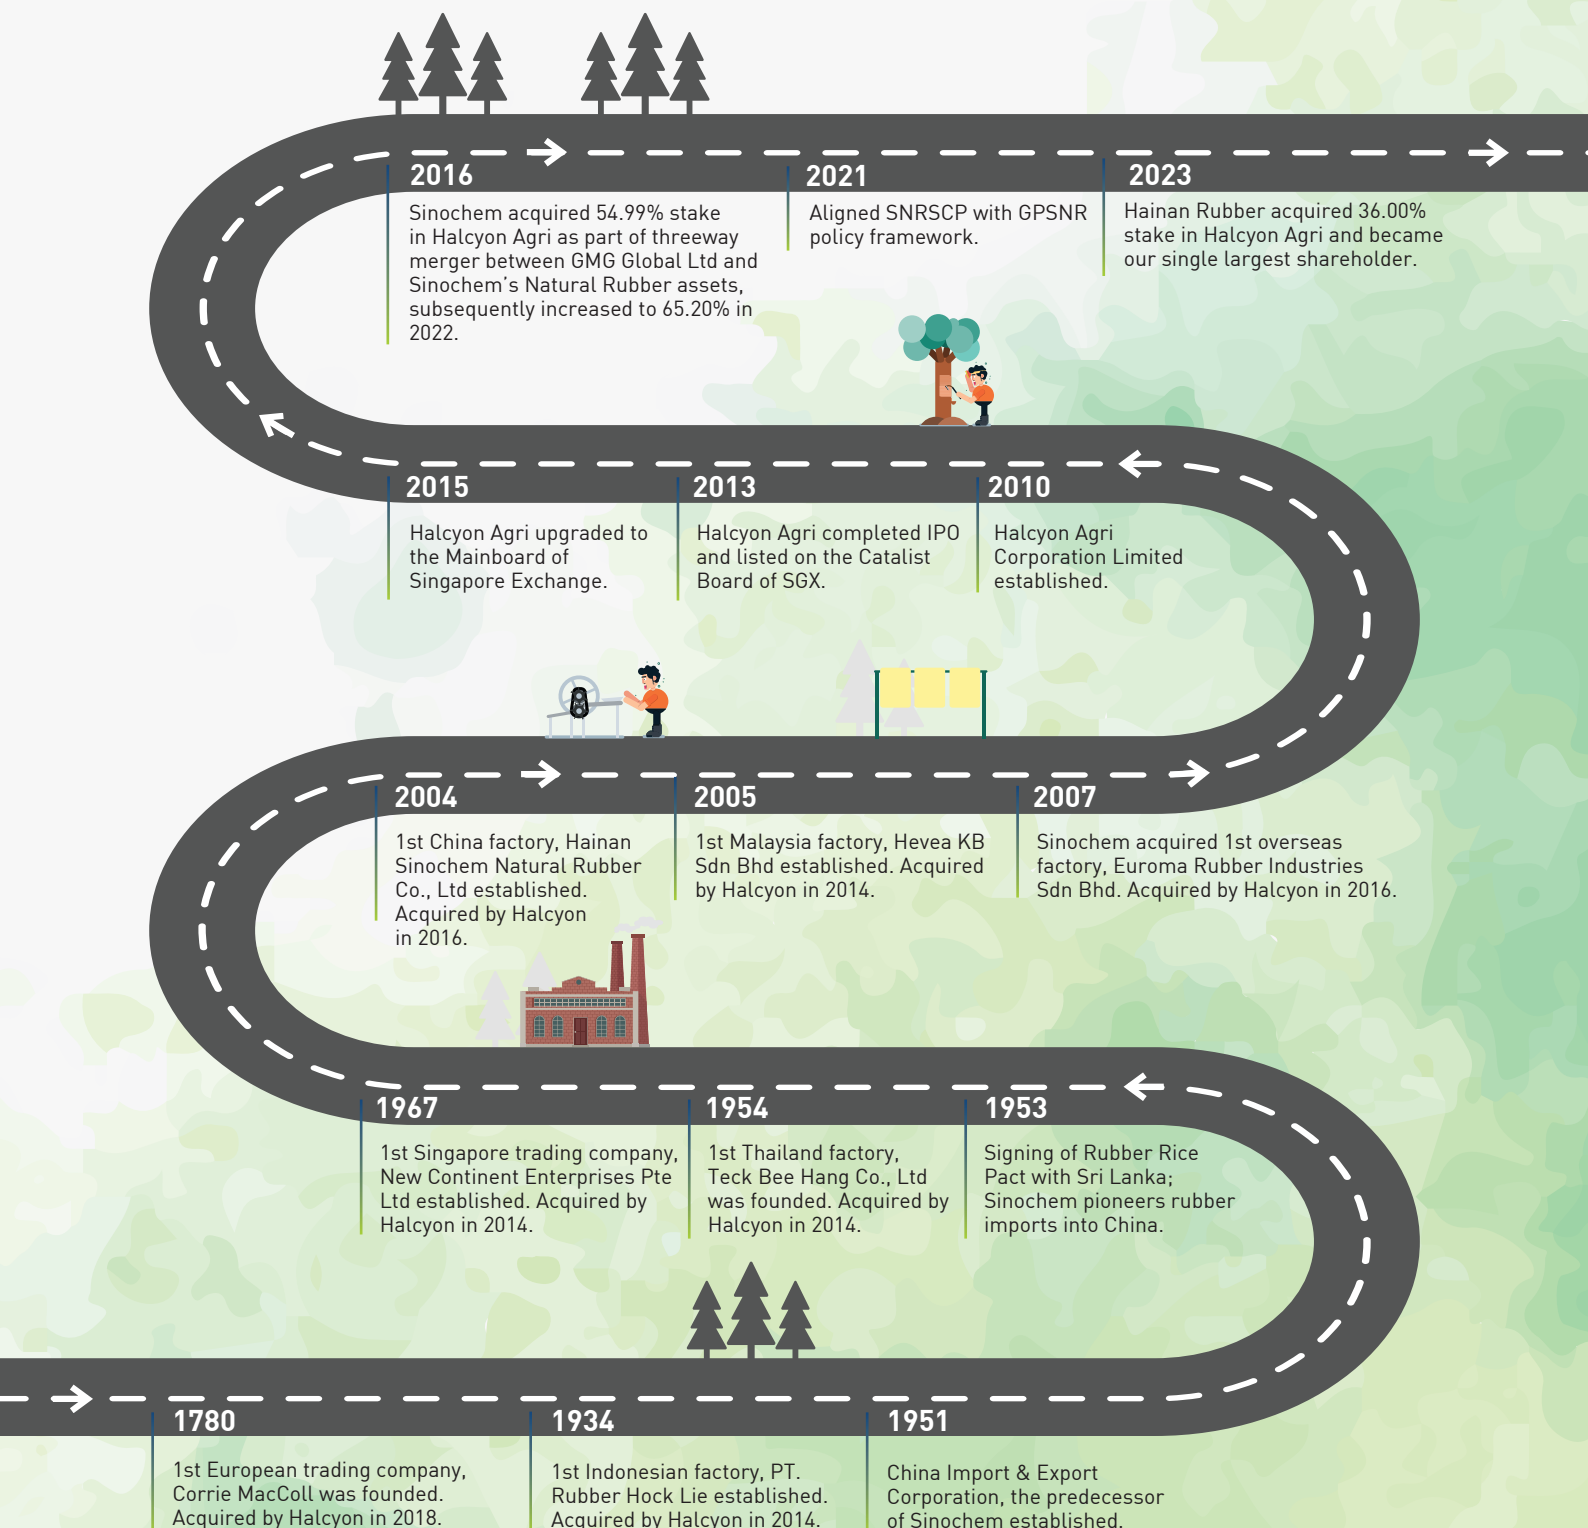 2016
Sinochem acquired 54.99% stake
in Halcyon Agri as part of threeway
merger between GMG Global Ltd and
Sinochem's Natural Rubber assets,
subsequently increased to 65.20% in
2022.
2021
Aligned SNRSCP with GPSNR
policy framework.
2023
Hainan Rubber acquired 36.00%
stake in Halcyon Agri and became
our single largest shareholder.
2015
Halcyon Agri upgraded to
the Mainboard of
Singapore Exchange.
2013
Halcyon Agri completed IPO
and listed on the Catalist
Board of SGX.
2010
Halcyon Agri
Corporation Limited
established.
2004
1st China factory, Hainan
Sinochem Natural Rubber
Co., Ltd established.
Acquired by Halcyon
in 2016.
2005
1st Malaysia factory, Hevea KB
Sdn Bhd established. Acquired
by Halcyon in 2014.
2007
Sinochem acquired 1st overseas
factory, Euroma Rubber Industries
Sdn Bhd. Acquired by Halcyon in 2016.
1967
1st Singapore trading company,
New Continent Enterprises Pte
Ltd established. Acquired by
Halcyon in 2014.
1954
1st Thailand factory,
Teck Bee Hang Co., Ltd
was founded. Acquired by
Halcyon in 2014.
1953
Signing of Rubber Rice
Pact with Sri Lanka;
Sinochem pioneers rubber
imports into China.
1780
1st European trading company,
Corrie MacColl was founded.
Acquired by Halcyon in 2018.
1934
1st Indonesian factory, PT.
Rubber Hock Lie established.
Acquired by Halcyon in 2014.
1951
China Import & Export
Corporation, the predecessor
of Sinochem established.